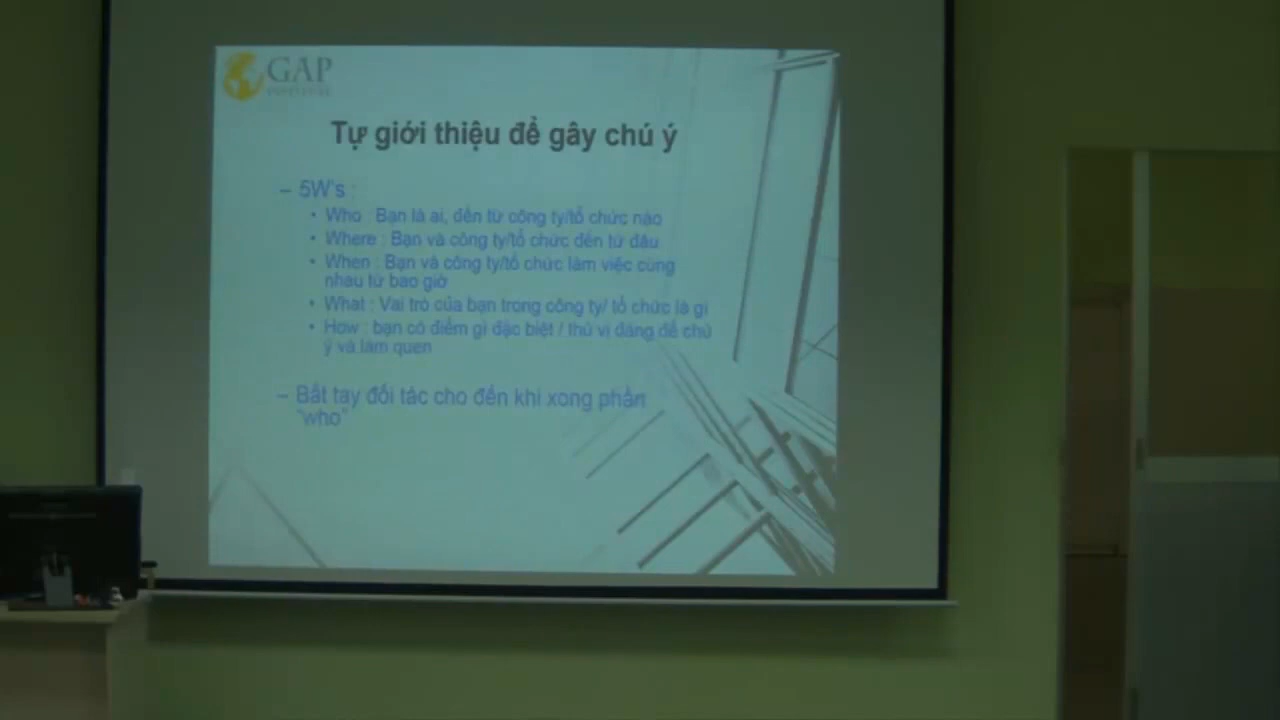 GAP
Tự giới thiệu để gây chú ý
– 5W's :
• Who : Bạn là ai, đến từ công ty/tổ chức nào
• Where : Bạn và công ty/tổ chức đến từ đâu
• When : Bạn và công ty/tổ chức làm việc cùng
nhau từ bao giờ
• What : Vai trò của bạn trong công ty/ tổ chức là gì
• How : bạn có điểm gì đặc biệt / thú vị đáng để chú
ý và làm quen
– Bắt tay đối tác cho đến khi xong phần
"who"